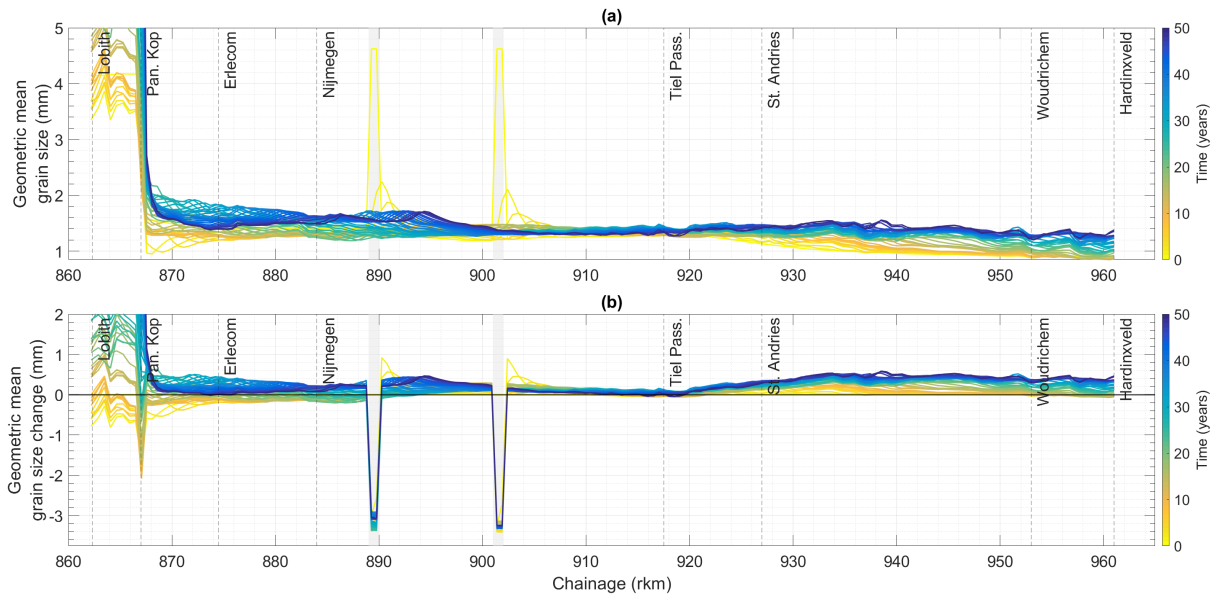 (a)
Geometric mean
grain size (mm)
5
4
3
2
1
Lobith
Pan. Kop
Erlecom
Nijmegen
Tiel Pass.
St. Andries
Woudrichem
Hardinxveld
860 870 880 890 900 910 920 930 940 950 960
50
40
30
20
10
0
Time (years)
(b)
Geometric mean
grain size change (mm)
2
1
0
-1
-2
-3
Lobith
Pan. Kop
Erlecom
Nijmegen
Tiel Pass.
St. Andries
Woudrichem
Hardinxveld
860 870 880 890 900 910 920 930 940 950 960
Chainage (rkm)
50
40
30
20
10
0
Time (years)